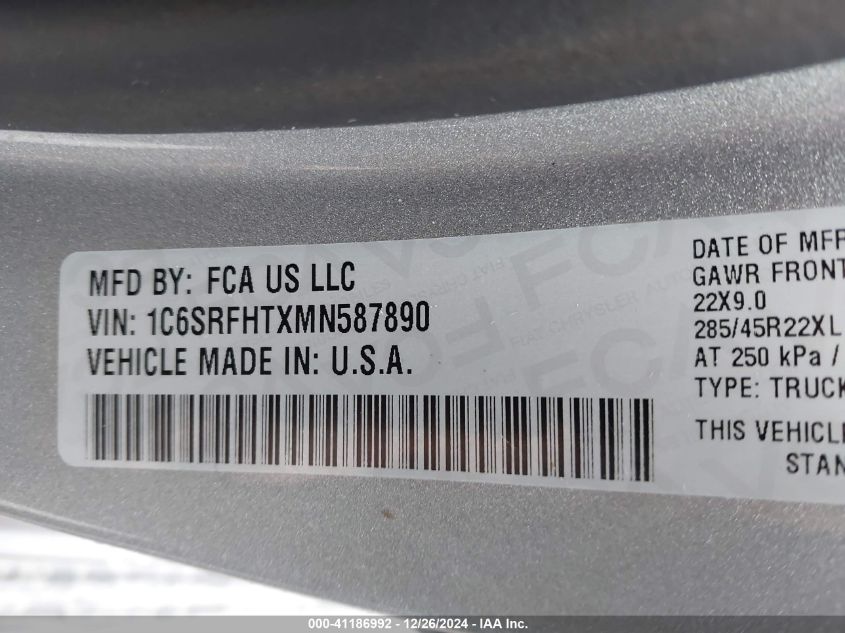 MFD BY: FCA US LLC
VIN: 1C6SRFHTXMN587890
VEHICLE MADE IN: U.S.A.
DATE OF MFR
GAWR FRONT
22X9.0
285/45R22XL
AT 250 kPa /
TYPE: TRUCK
THIS VEHICL
STAN
000-41186992 - 12/26/2024 - IAA Inc.